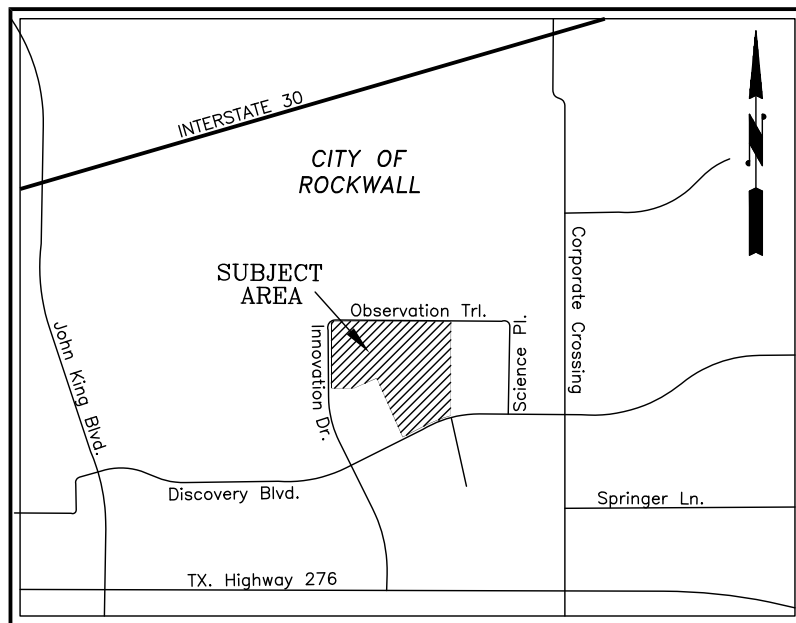 INTERSTATE 30
CITY OF
ROCKWALL
N
SUBJECT
AREA
Observation Trl.
Innovation Dr.
Science Pl.
Corporate Crossing
John King Blvd.
Discovery Blvd.
Springer Ln.
TX. Highway 276